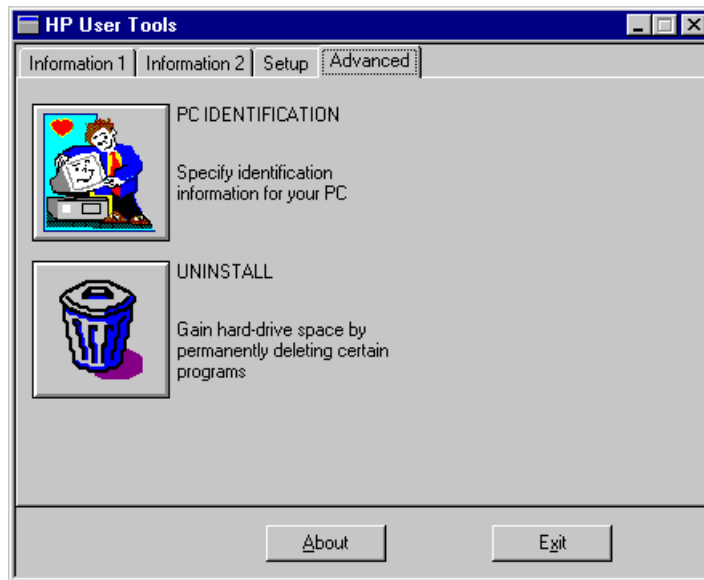 HP User Tools
Information 1 Information 2 Setup Advanced
PC IDENTIFICATION
Specify identification
information for your PC
UNINSTALL
Gain hard-drive space by
permanently deleting certain
programs
About Exit